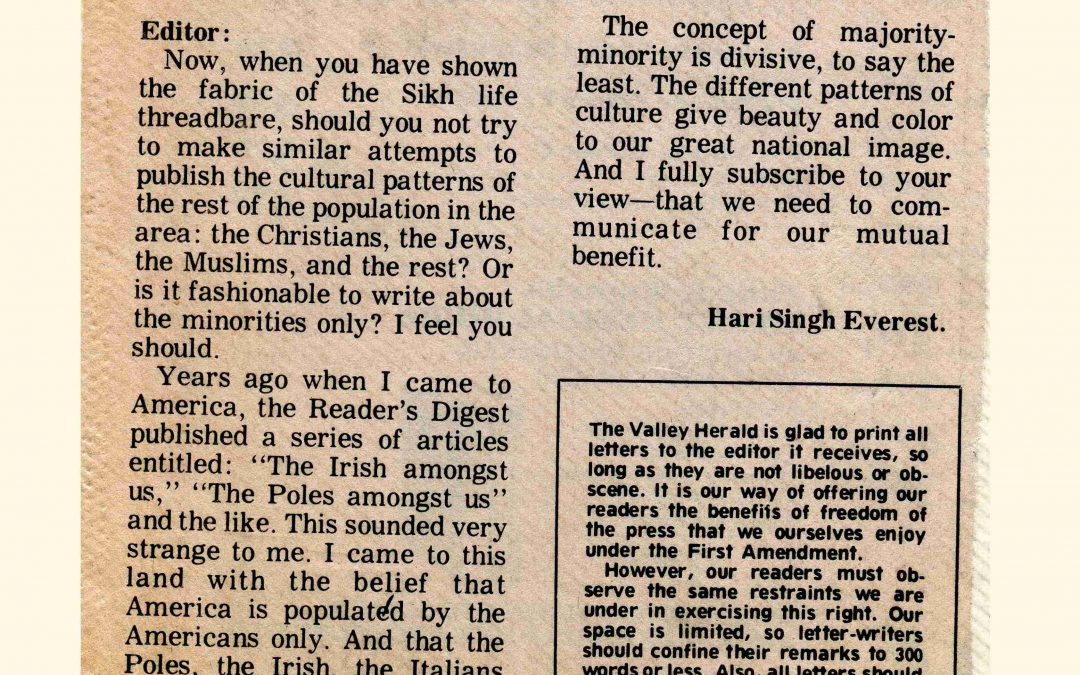 Editor:
Now, when you have shown
the fabric of the Sikh life
threadbare, should you not try
to make similar attempts to
publish the cultural patterns of
the rest of the population in the
area: the Christians, the Jews,
the Muslims, and the rest? Or
is it fashionable to write about
the minorities only? I feel you
should.
Years ago when I came to
America, the Reader's Digest
published a series of articles
entitled: "The Irish amongst
us," "The Poles amongst us"
and the like. This sounded very
strange to me. I came to this
land with the belief that
America is populated by the
Americans only. And that the
Poles, the Irish, the Italians
The concept of majority-
minority is divisive, to say the
least. The different patterns of
culture give beauty and color
to our great national image.
And I fully subscribe to your
view—that we need to com-
municate for our mutual
benefit.
Hari Singh Everest.
The Valley Herald is glad to print all
letters to the editor it receives, so
long as they are not libelous or ob-
scene. It is our way of offering our
readers the benefits of freedom of
the press that we ourselves enjoy
under the First Amendment.
However, our readers must ob-
serve the same restraints we are
under in exercising this right. Our
space is limited, so letter-writers
should confine their remarks to 300
words or less. Also, all letters should